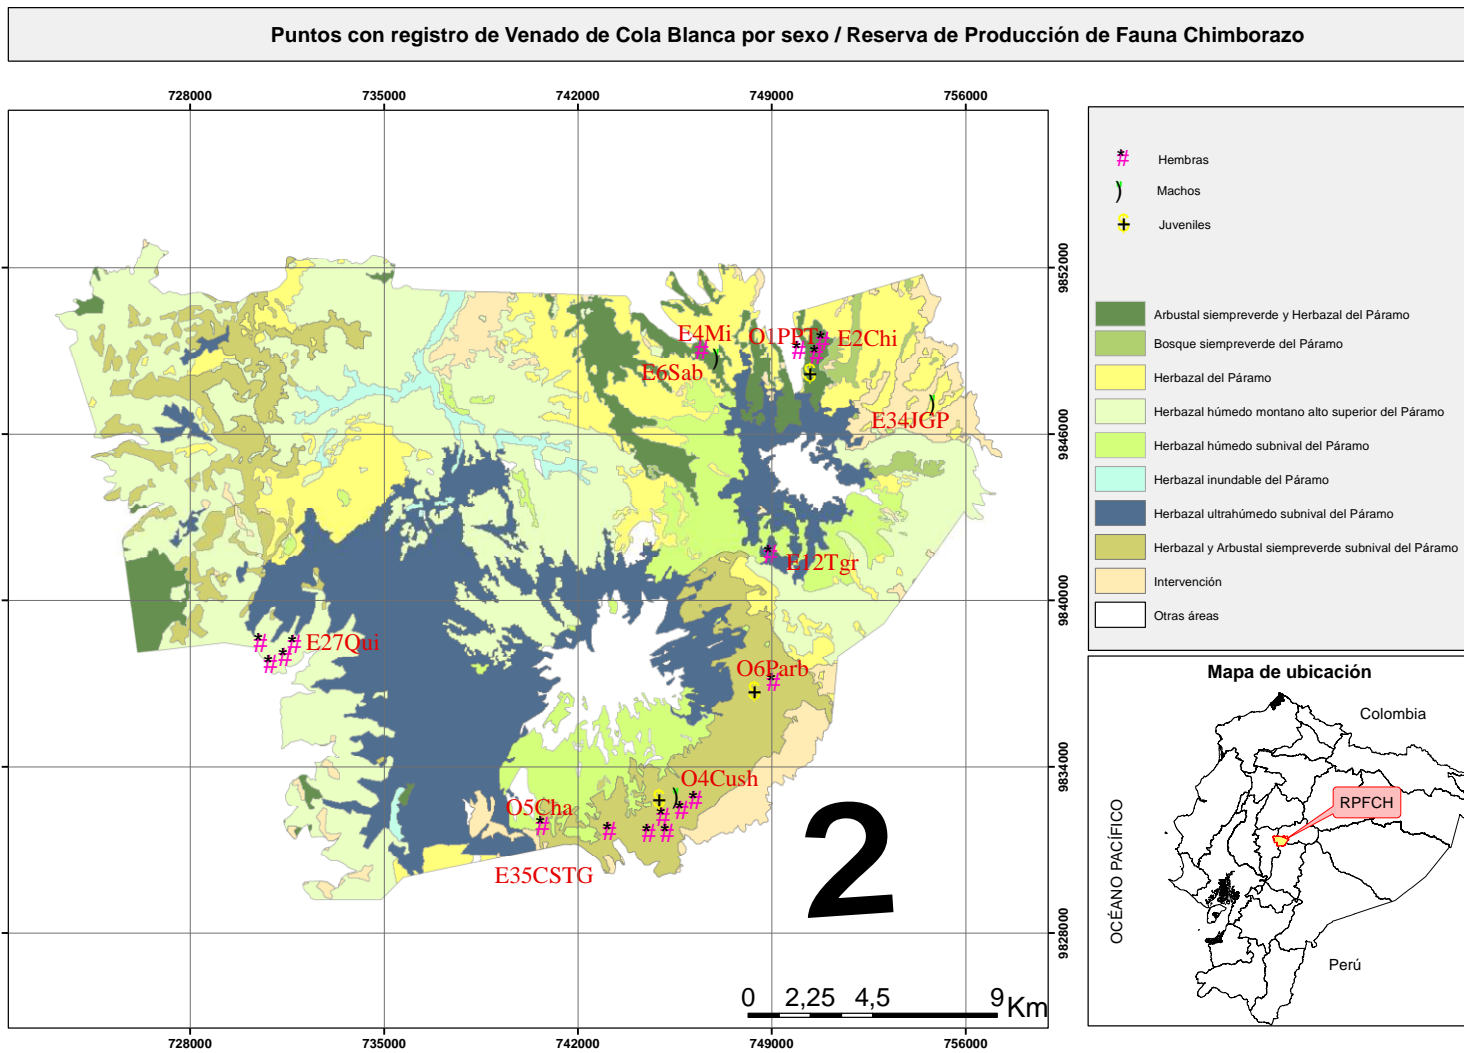 Puntos con registro de Venado de Cola Blanca por sexo / Reserva de Producción de Fauna Chimborazo
728000 735000 742000 749000 756000
9852000
9846000
9840000
9834000
9828000
E4Mi
O1PPT
E2Chi
E6Sab
E34JGP
E12Tgr
E27Qui
O6Parb
O4Cush
O5Cha
E35CSTG
2
0 2,25 4,5 9 Km
728000 735000 742000 749000 756000
Hembras
Machos
Juveniles
Arbustal siempreverde y Herbazal del Páramo
Bosque siempreverde del Páramo
Herbazal del Páramo
Herbazal húmedo montano alto superior del Páramo
Herbazal húmedo subnival del Páramo
Herbazal inundable del Páramo
Herbazal ultrahúmedo subnival del Páramo
Herbazal y Arbustal siempreverde subnival del Páramo
Intervención
Otras áreas
Mapa de ubicación
Colombia
RPFCH
OCÉANO PACÍFICO
Perú